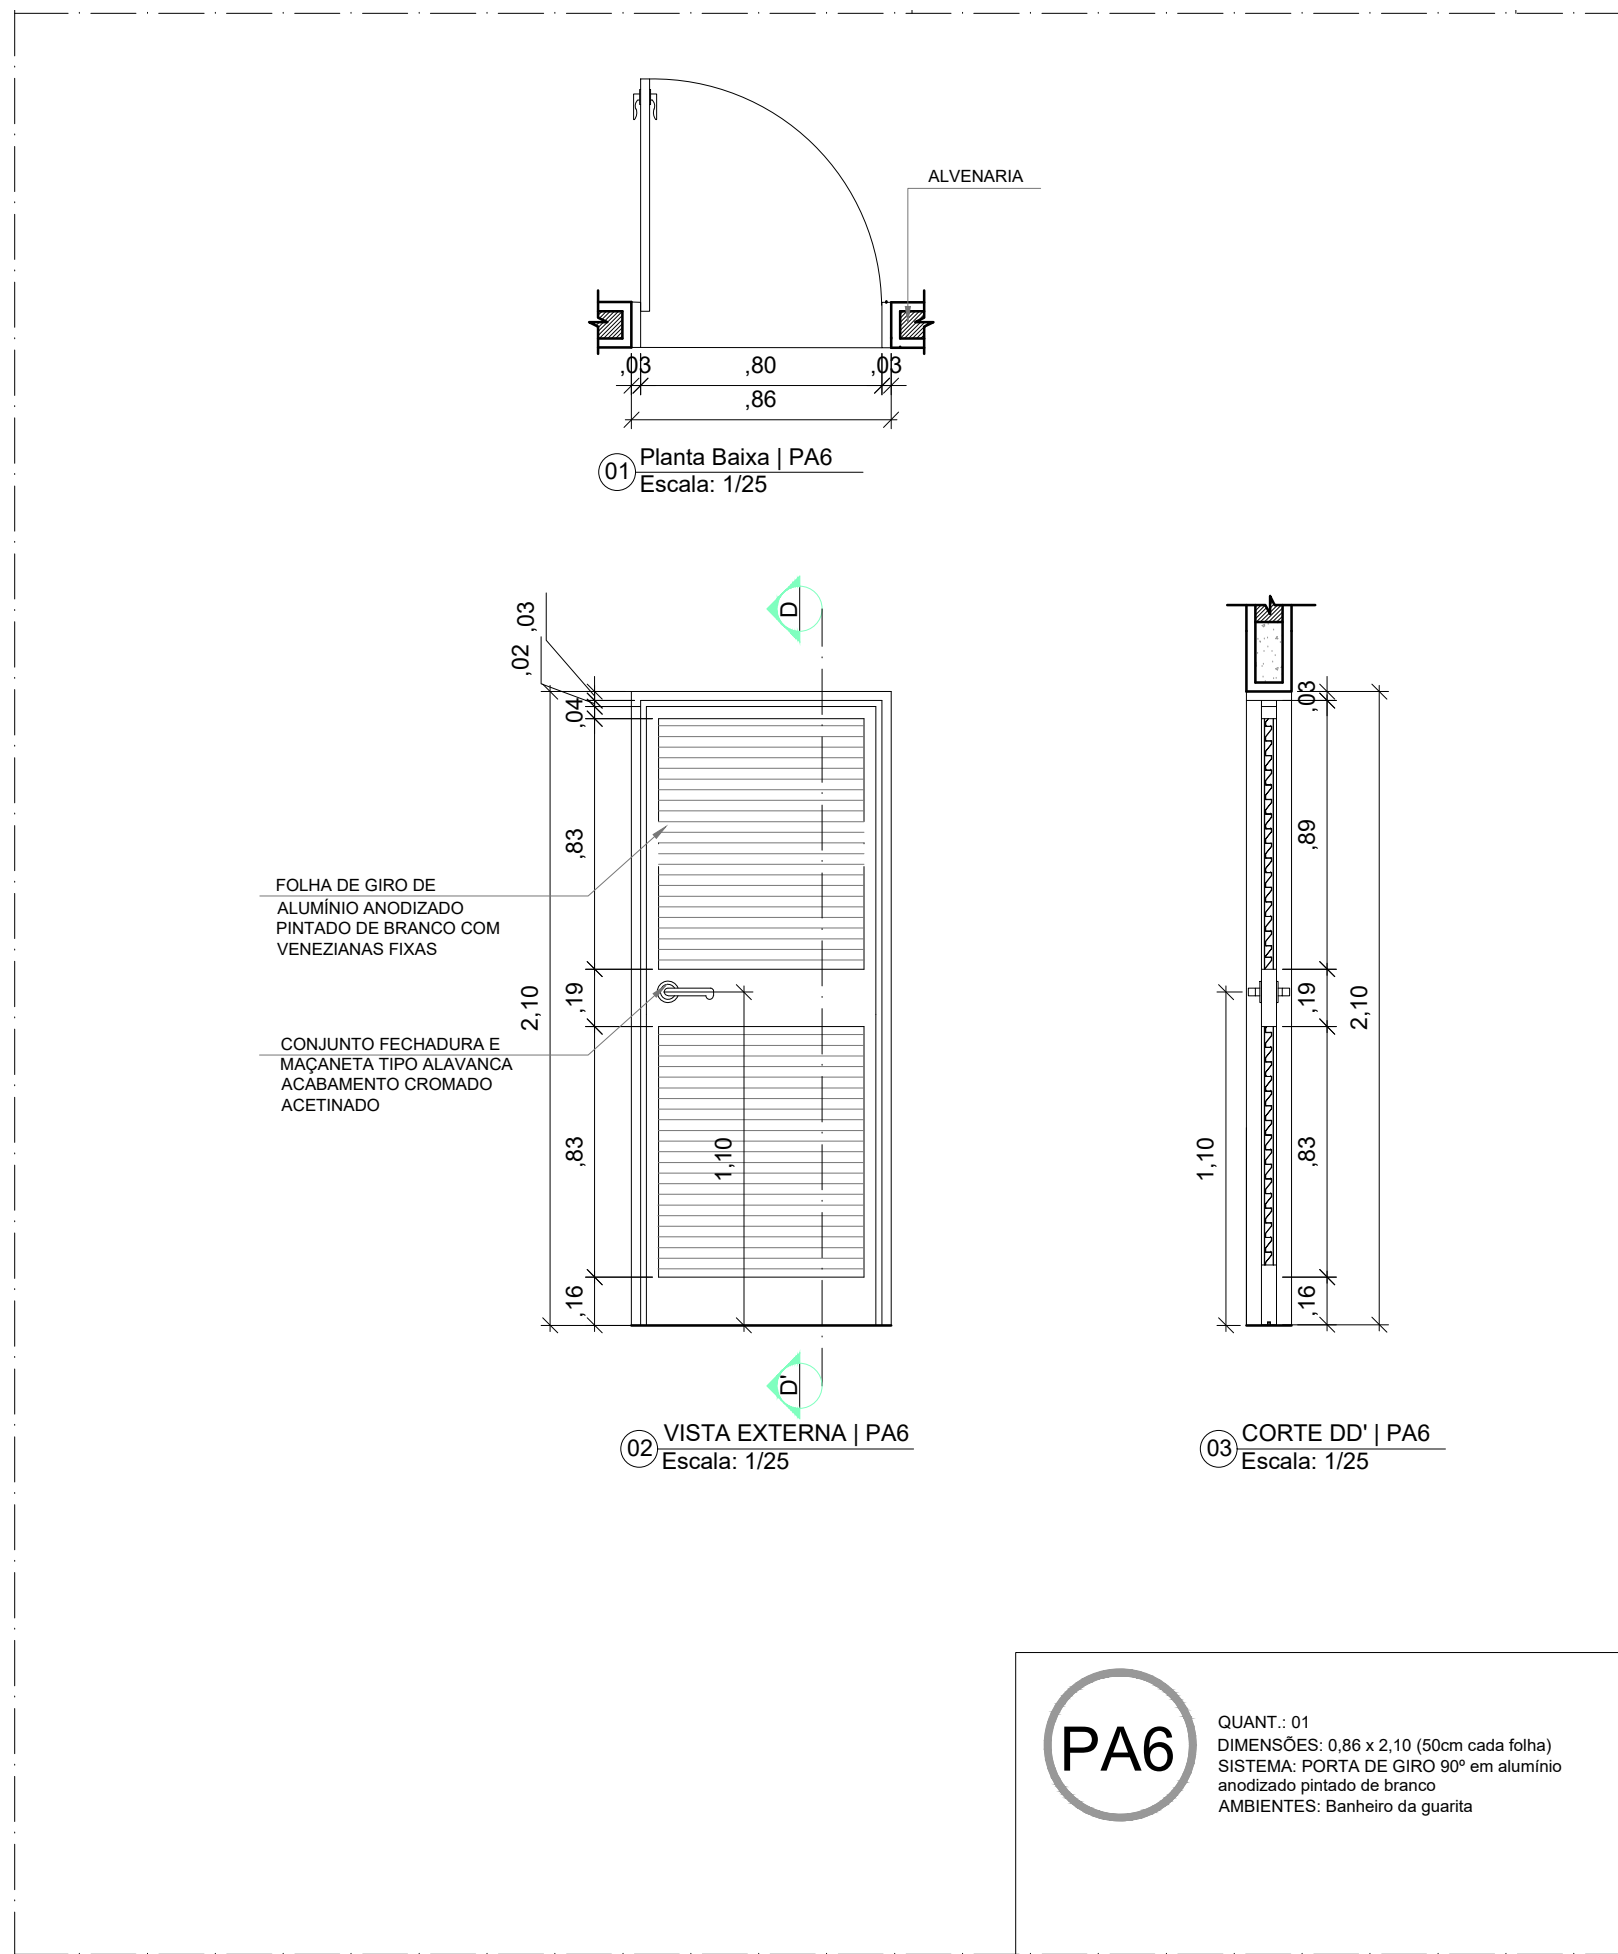 ALVENARIA
,03
,80
,03
,86
01
Planta Baixa | PA6
Escala: 1/25
D
,03
,02
,04
,83
FOLHA DE GIRO DE
ALUMÍNIO ANODIZADO
PINTADO DE BRANCO COM
VENEZIANAS FIXAS
2,10
,19
CONJUNTO FECHADURA E
MAÇANETA TIPO ALAVANCA
ACABAMENTO CROMADO
ACETINADO
,83
1,10
,16
D'
02
VISTA EXTERNA | PA6
Escala: 1/25
,03
,89
,19
2,10
1,10
,83
,16
03
CORTE DD' | PA6
Escala: 1/25
PA6
QUANT.: 01
DIMENSÕES: 0,86 x 2,10 (50cm cada folha)
SISTEMA: PORTA DE GIRO 90º em alumínio
anodizado pintado de branco
AMBIENTES: Banheiro da guarita